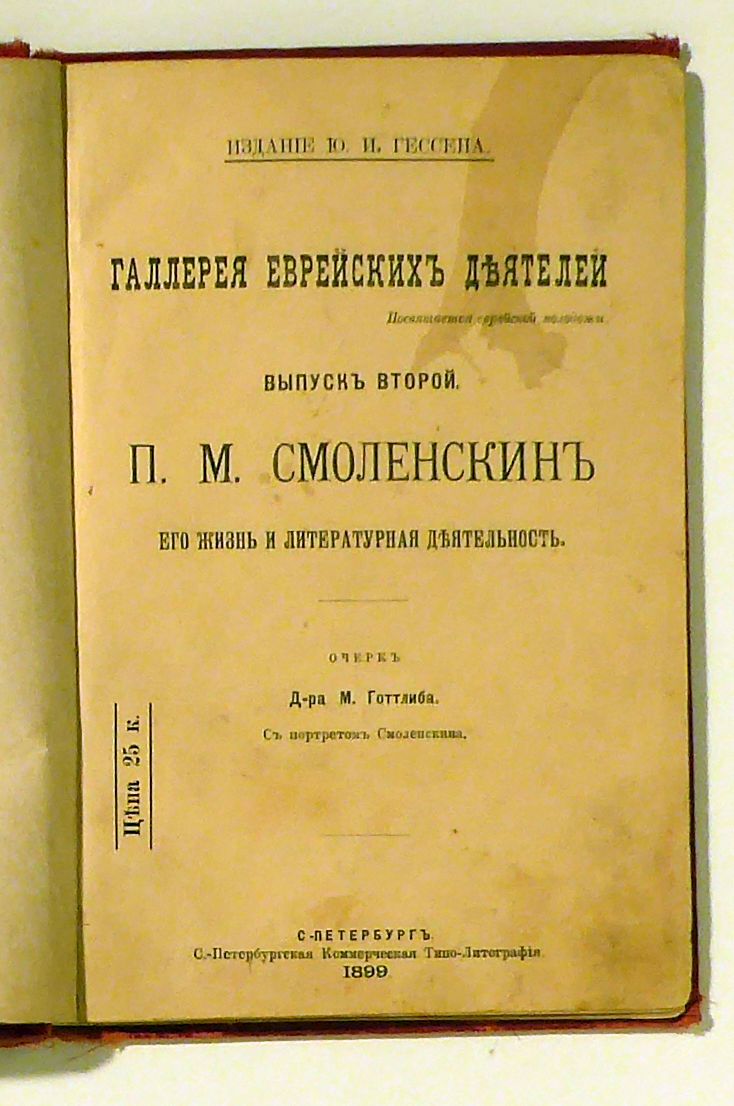 ИЗДАНІЕ Ю. И. ГЕССЕНА.
ГАЛЛЕРЕЯ ЕВРЕЙСКИХЪ ДѢЯТЕЛЕЙ
Посвящается еврейской молодежи.
ВЫПУСКЪ ВТОРОЙ.
П. М. СМОЛЕНСКИНЪ
ЕГО ЖИЗНЬ И ЛИТЕРАТУРНАЯ ДѢЯТЕЛЬНОСТЬ.
ОЧЕРКЪ
Д-ра М. Готтлиба.
Съ портретомъ Смоленскина.
Цѣна 25 к.
С-ПЕТЕРБУРГЪ.
С.-Петербургская Коммерческая Типо-Литографія
1899